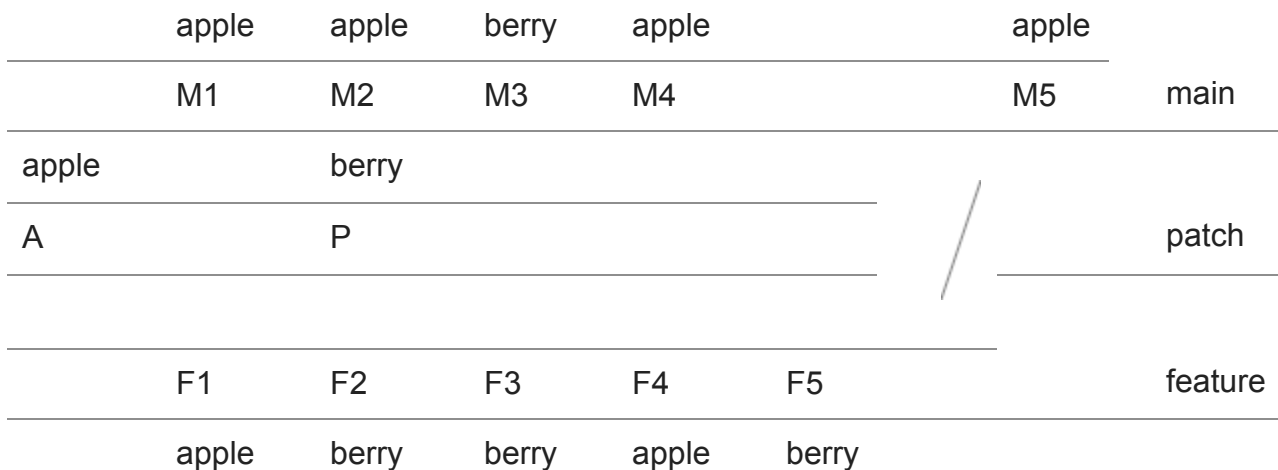 apple apple berry apple apple
M1 M2 M3 M4 M5 main
apple berry
A P patch
F1 F2 F3 F4 F5 feature
apple berry berry apple berry